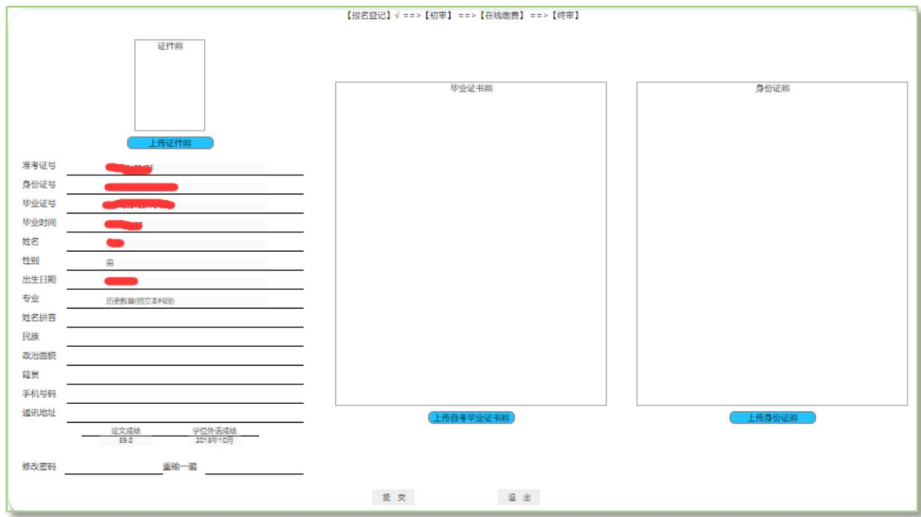 【报名登记】√ ==>【初审】 ==>【在线缴费】 ==>【终审】
证件照
毕业证书照
身份证照
上传证件照
准考证号
身份证号
毕业证号
毕业时间
姓名
性别 男
出生日期
专业 历史教育(独立本科段)
姓名拼音
民族
政治面貌
籍贯
手机号码
通讯地址
上传自考毕业证书照
上传身份证照
论文成绩 学位外语成绩
89.0 2018年10月
修改密码 重输一遍
提 交 退 出